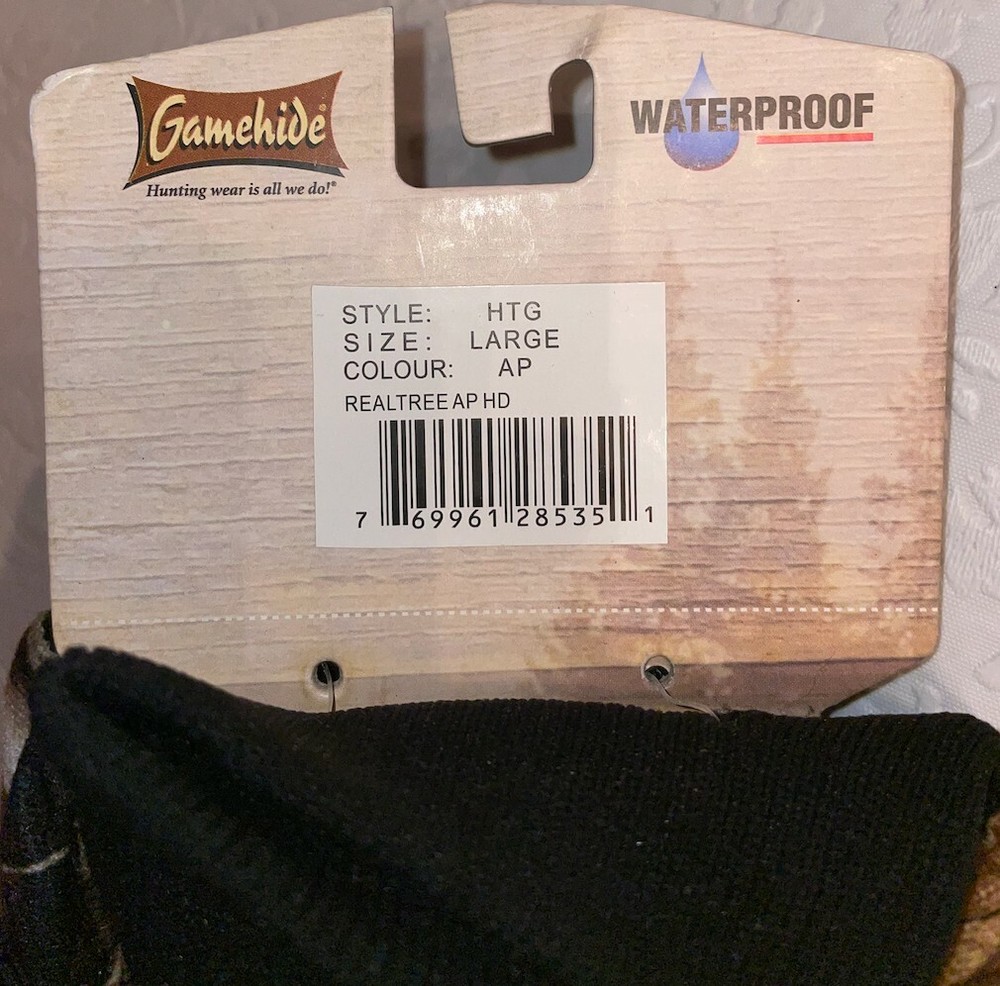 Gamehide®
Hunting wear is all we do!®
WATERPROOF
STYLE: HTG
SIZE: LARGE
COLOUR: AP
REALTREE AP HD
7 69961 28535 1